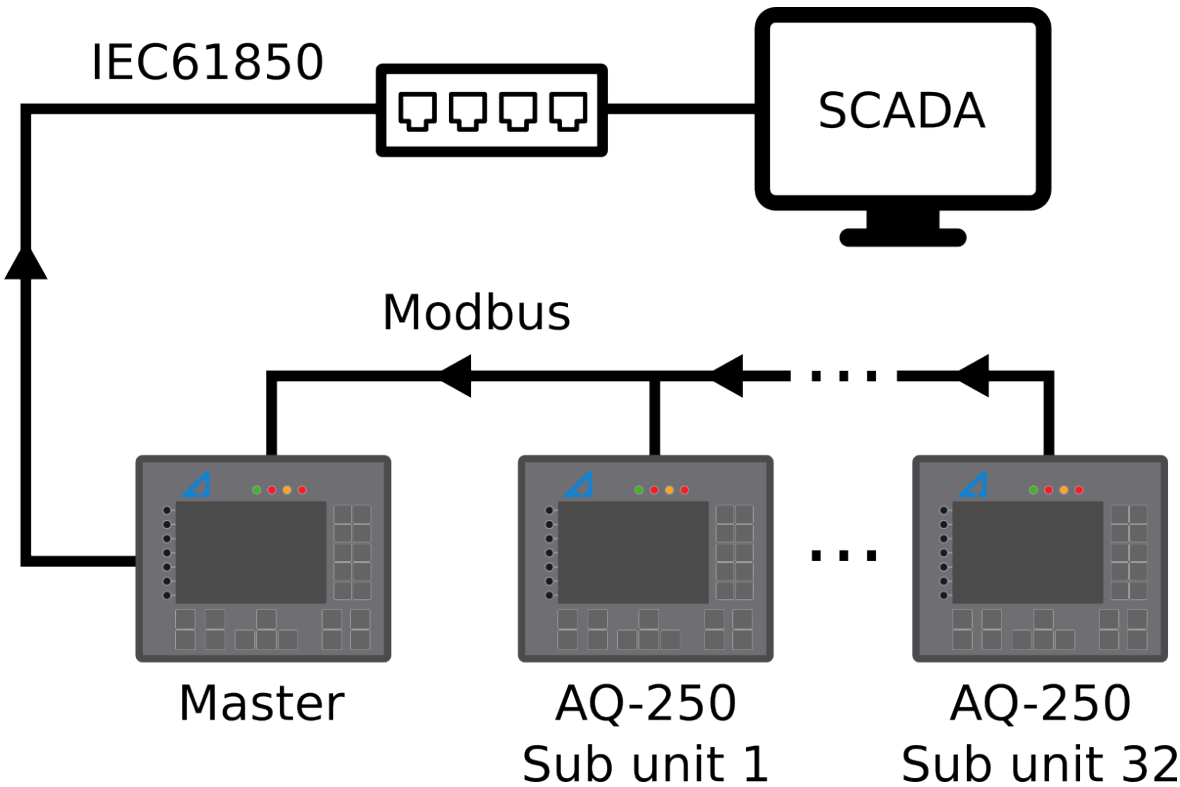 IEC61850
SCADA
Modbus
Master
AQ-250
Sub unit 1
AQ-250
Sub unit 32